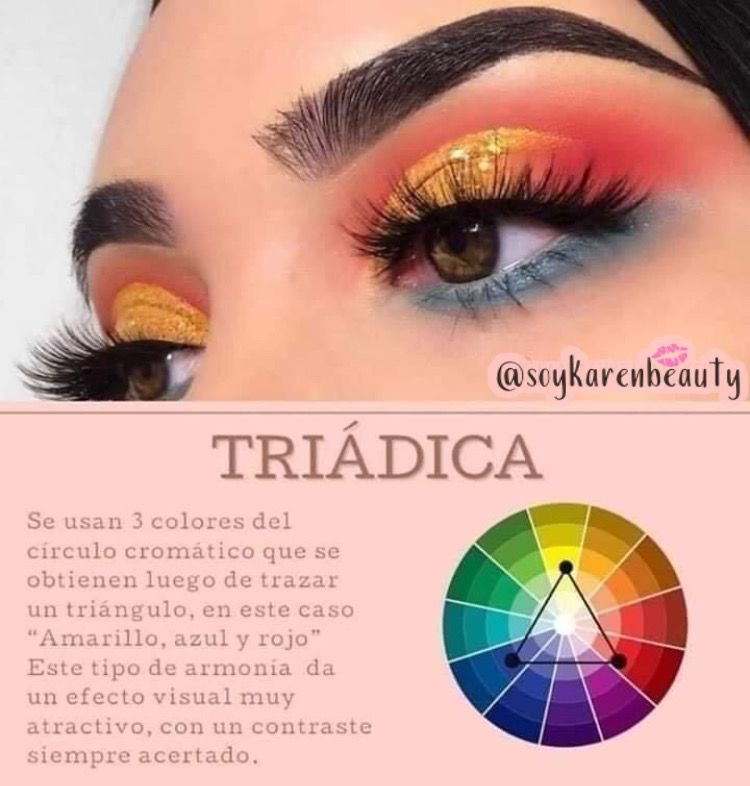 @soykarenbeauty
TRIÁDICA
Se usan 3 colores del
círculo cromático que se
obtienen luego de trazar
un triángulo, en este caso
“Amarillo, azul y rojo”
Este tipo de armonía da
un efecto visual muy
atractivo, con un contraste
siempre acertado.